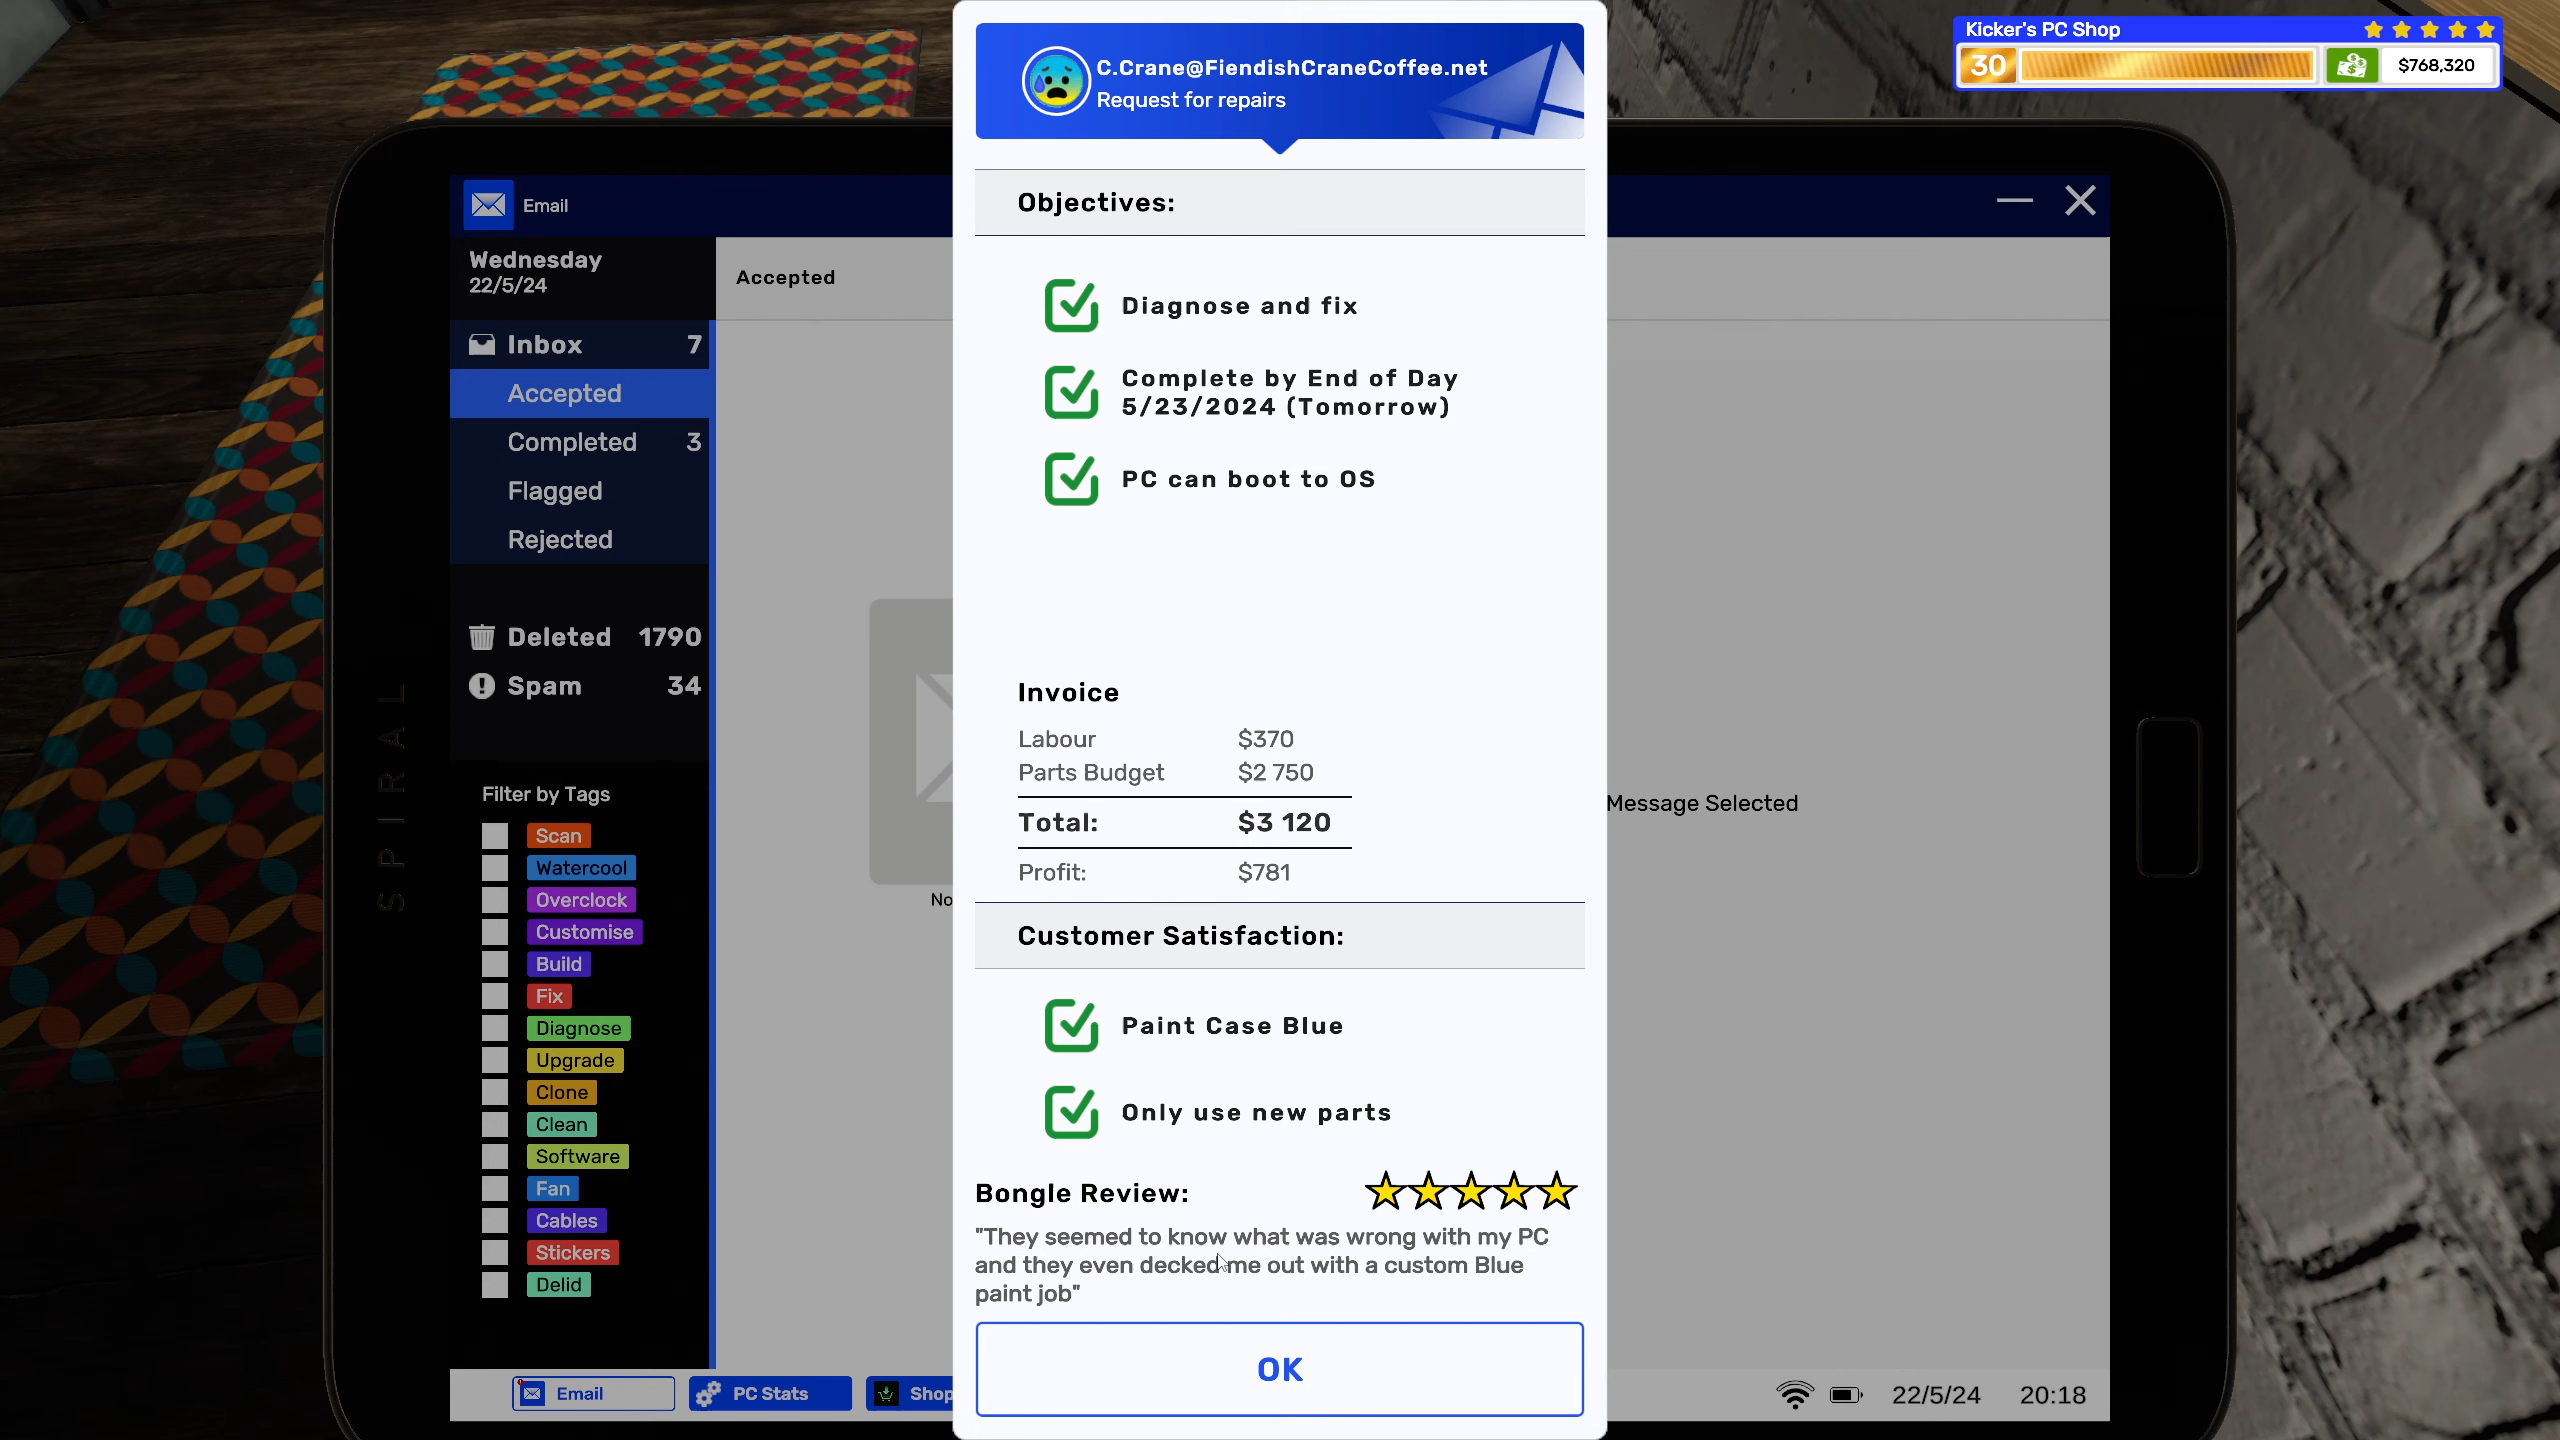 Kicker's PC Shop
30
$768,320
C.Crane@FiendishCraneCoffee.net
Request for repairs
Objectives:
Diagnose and fix
Complete by End of Day
5/23/2024 (Tomorrow)
PC can boot to OS
Invoice
Labour $370
Parts Budget $2 750
Total: $3 120
Profit: $781
Customer Satisfaction:
Paint Case Blue
Only use new parts
Bongle Review:
"They seemed to know what was wrong with my PC
and they even decked me out with a custom Blue
paint job"
OK
Email
Wednesday
22/5/24
Inbox 7
Accepted
Completed 3
Flagged
Rejected
Deleted 1790
Spam 34
Filter by Tags
Scan
Watercool
Overclock
Customise
Build
Fix
Diagnose
Upgrade
Clone
Clean
Software
Fan
Cables
Stickers
Delid
Accepted
No
Message Selected
SPIRAL
Email
PC Stats
Shop
22/5/24
20:18